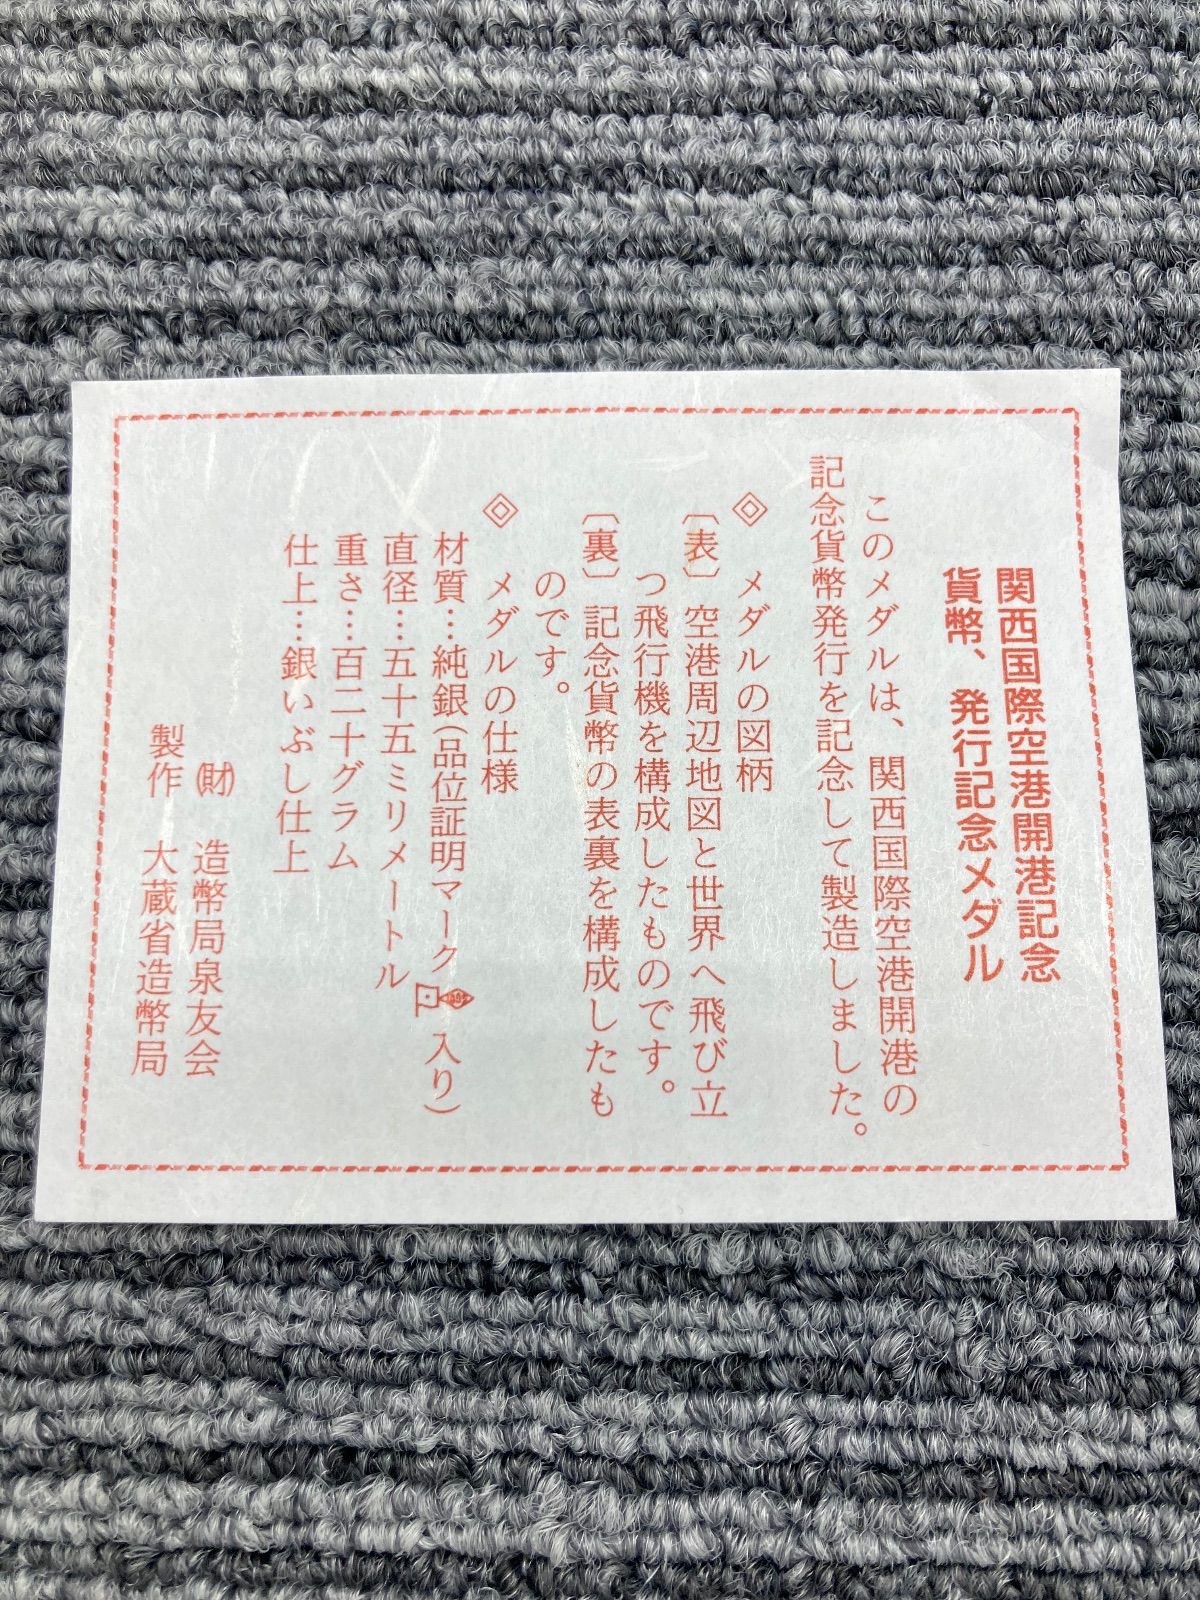 関西国際空港開港記念
貨幣、発行記念メダル
このメダルは、関西国際空港開港の
記念貨幣発行を記念して製造しました。
◎ メダルの図柄
〔表〕空港周辺地図と世界へ飛び立
つ飛行機を構成したものです。
〔裏〕記念貨幣の表裏を構成したも
のです。
◎ メダルの仕様
材質…純銀(品位証明マーク 1000 入り)
直径…五十五ミリメートル
重さ…百二十グラム
仕上…銀いぶし仕上
(財) 造幣局泉友会
製作 大蔵省造幣局